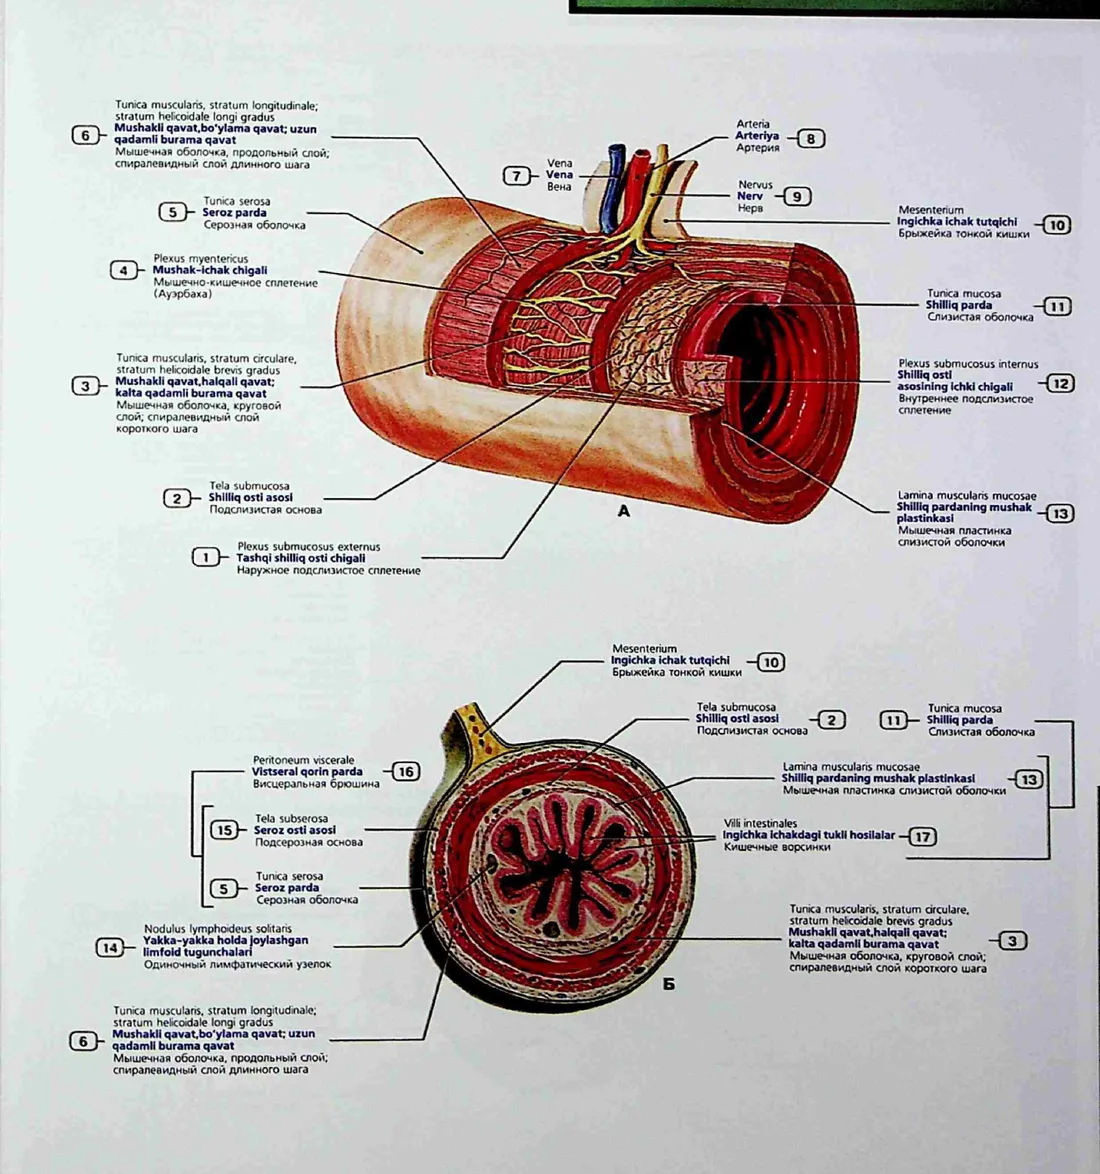 Tunica muscularis, stratum longitudinale;
stratum helicoidale longi gradus
6
Mushakli qavat,bo'ylama qavat; uzun
qadamli burama qavat
Мышечная оболочка, продольный слой;
спиралевидный слой длинного шага
Arteria
Arteriya
Артерия
8
Vena
7
Vena
Вена
Nervus
Nerv
Нерв
9
Tunica serosa
5
Seroz parda
Серозная оболочка
Mesenterium
Ingichka ichak tutqichi
Брыжейка тонкой кишки
10
Plexus myentericus
4
Mushak-ichak chigali
Мышечно-кишечное сплетение
(Ауэрбаха)
Tunica mucosa
Shilliq parda
Слизистая оболочка
11
Tunica muscularis, stratum circulare,
stratum helicoidale brevis gradus
3
Mushakli qavat,halqali qavat;
kalta qadamli burama qavat
Мышечная оболочка, круговой
слой; спиралевидный слой
короткого шага
Plexus submucosus internus
Shilliq osti
asosining ichki chigali
Внутреннее подслизистое
сплетение
12
Tela submucosa
2
Shilliq osti asosi
Подслизистая основа
Lamina muscularis mucosae
Shilliq pardaning mushak
plastinkasi
Мышечная пластинка
слизистой оболочки
13
А
Plexus submucosus externus
1
Tashqi shilliq osti chigali
Наружное подслизистое сплетение
Mesenterium
Ingichka ichak tutqichi
Брыжейка тонкой кишки
10
Tela submucosa
Shilliq osti asosi
Подслизистая основа
2
11
Tunica mucosa
Shilliq parda
Слизистая оболочка
Peritoneum viscerale
Vistseral qorin parda
Висцеральная брюшина
16
Lamina muscularis mucosae
Shilliq pardaning mushak plastinkasi
Мышечная пластинка слизистой оболочки
13
Tela subserosa
15
Seroz osti asosi
Подсерозная основа
Villi intestinales
Ingichka ichakdagi tukli hosilalar
Кишечные ворсинки
17
Tunica serosa
5
Seroz parda
Серозная оболочка
Nodulus lymphoideus solitaris
14
Yakka-yakka holda joylashgan
limfold tugunchalari
Одиночный лимфатический узелок
Tunica muscularis, stratum circulare,
stratum helicoidale brevis gradus
Mushakli qavat,halqali qavat;
kalta qadamli burama qavat
Мышечная оболочка, круговой слой;
спиралевидный слой короткого шага
3
Б
Tunica muscularis, stratum longitudinale;
stratum helicoidale longi gradus
6
Mushakli qavat,bo'ylama qavat; uzun
qadamli burama qavat
Мышечная оболочка, продольный слой;
спиралевидный слой длинного шага